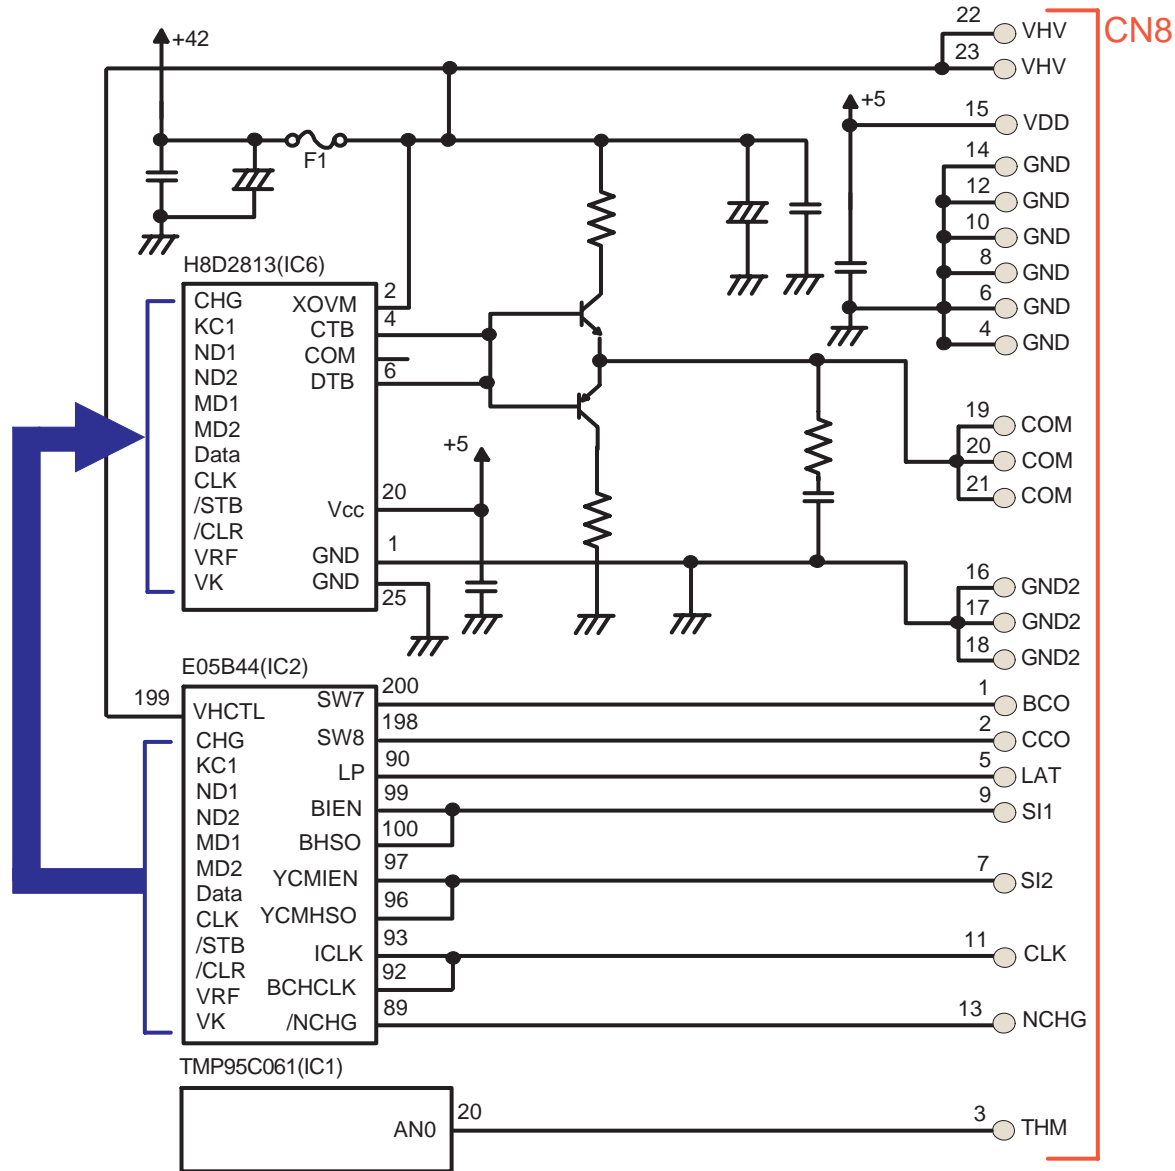 CN8
+42
22 VHV
23 VHV
+5
15 VDD
14 GND
12 GND
10 GND
8 GND
6 GND
4 GND
F1
H8D2813(IC6)
CHG
KC1
ND1
ND2
MD1
MD2
Data
CLK
/STB
/CLR
VRF
VK
XOVM 2
CTB 4
COM
DTB 6
Vcc 20
GND 1
GND 25
+5
19 COM
20 COM
21 COM
16 GND2
17 GND2
18 GND2
E05B44(IC2)
199 VHCTL
CHG
KC1
ND1
ND2
MD1
MD2
Data
CLK
/STB
/CLR
VRF
VK
SW7 200 1 BCO
SW8 198 2 CCO
LP 90 5 LAT
BIEN 99 9 SI1
BHSO 100
YCMIEN 97 7 SI2
YCMHSO 96
ICLK 93 11 CLK
BCHCLK 92
/NCHG 89 13 NCHG
TMP95C061(IC1)
AN0 20 3 THM